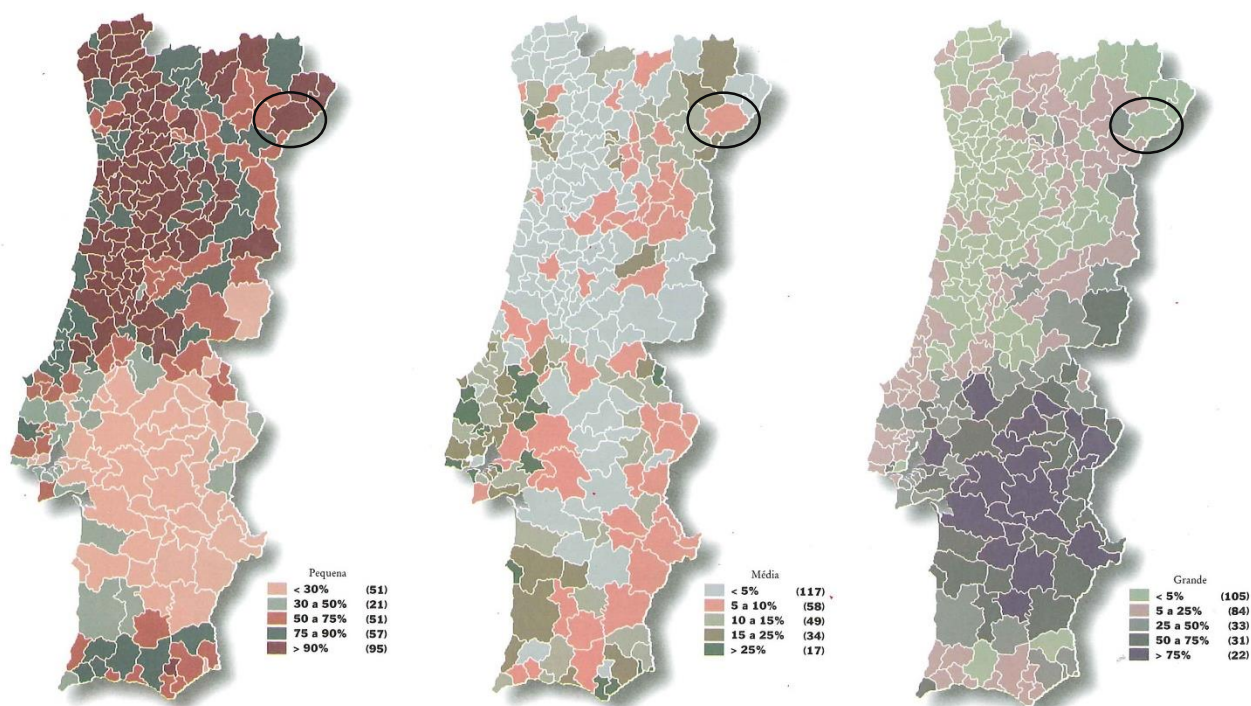 Pequena
< 30% (51)
30 a 50% (21)
50 a 75% (51)
75 a 90% (57)
> 90% (95)
Média
< 5% (117)
5 a 10% (58)
10 a 15% (49)
15 a 25% (34)
> 25% (17)
Grande
< 5% (105)
5 a 25% (84)
25 a 50% (33)
50 a 75% (31)
> 75% (22)